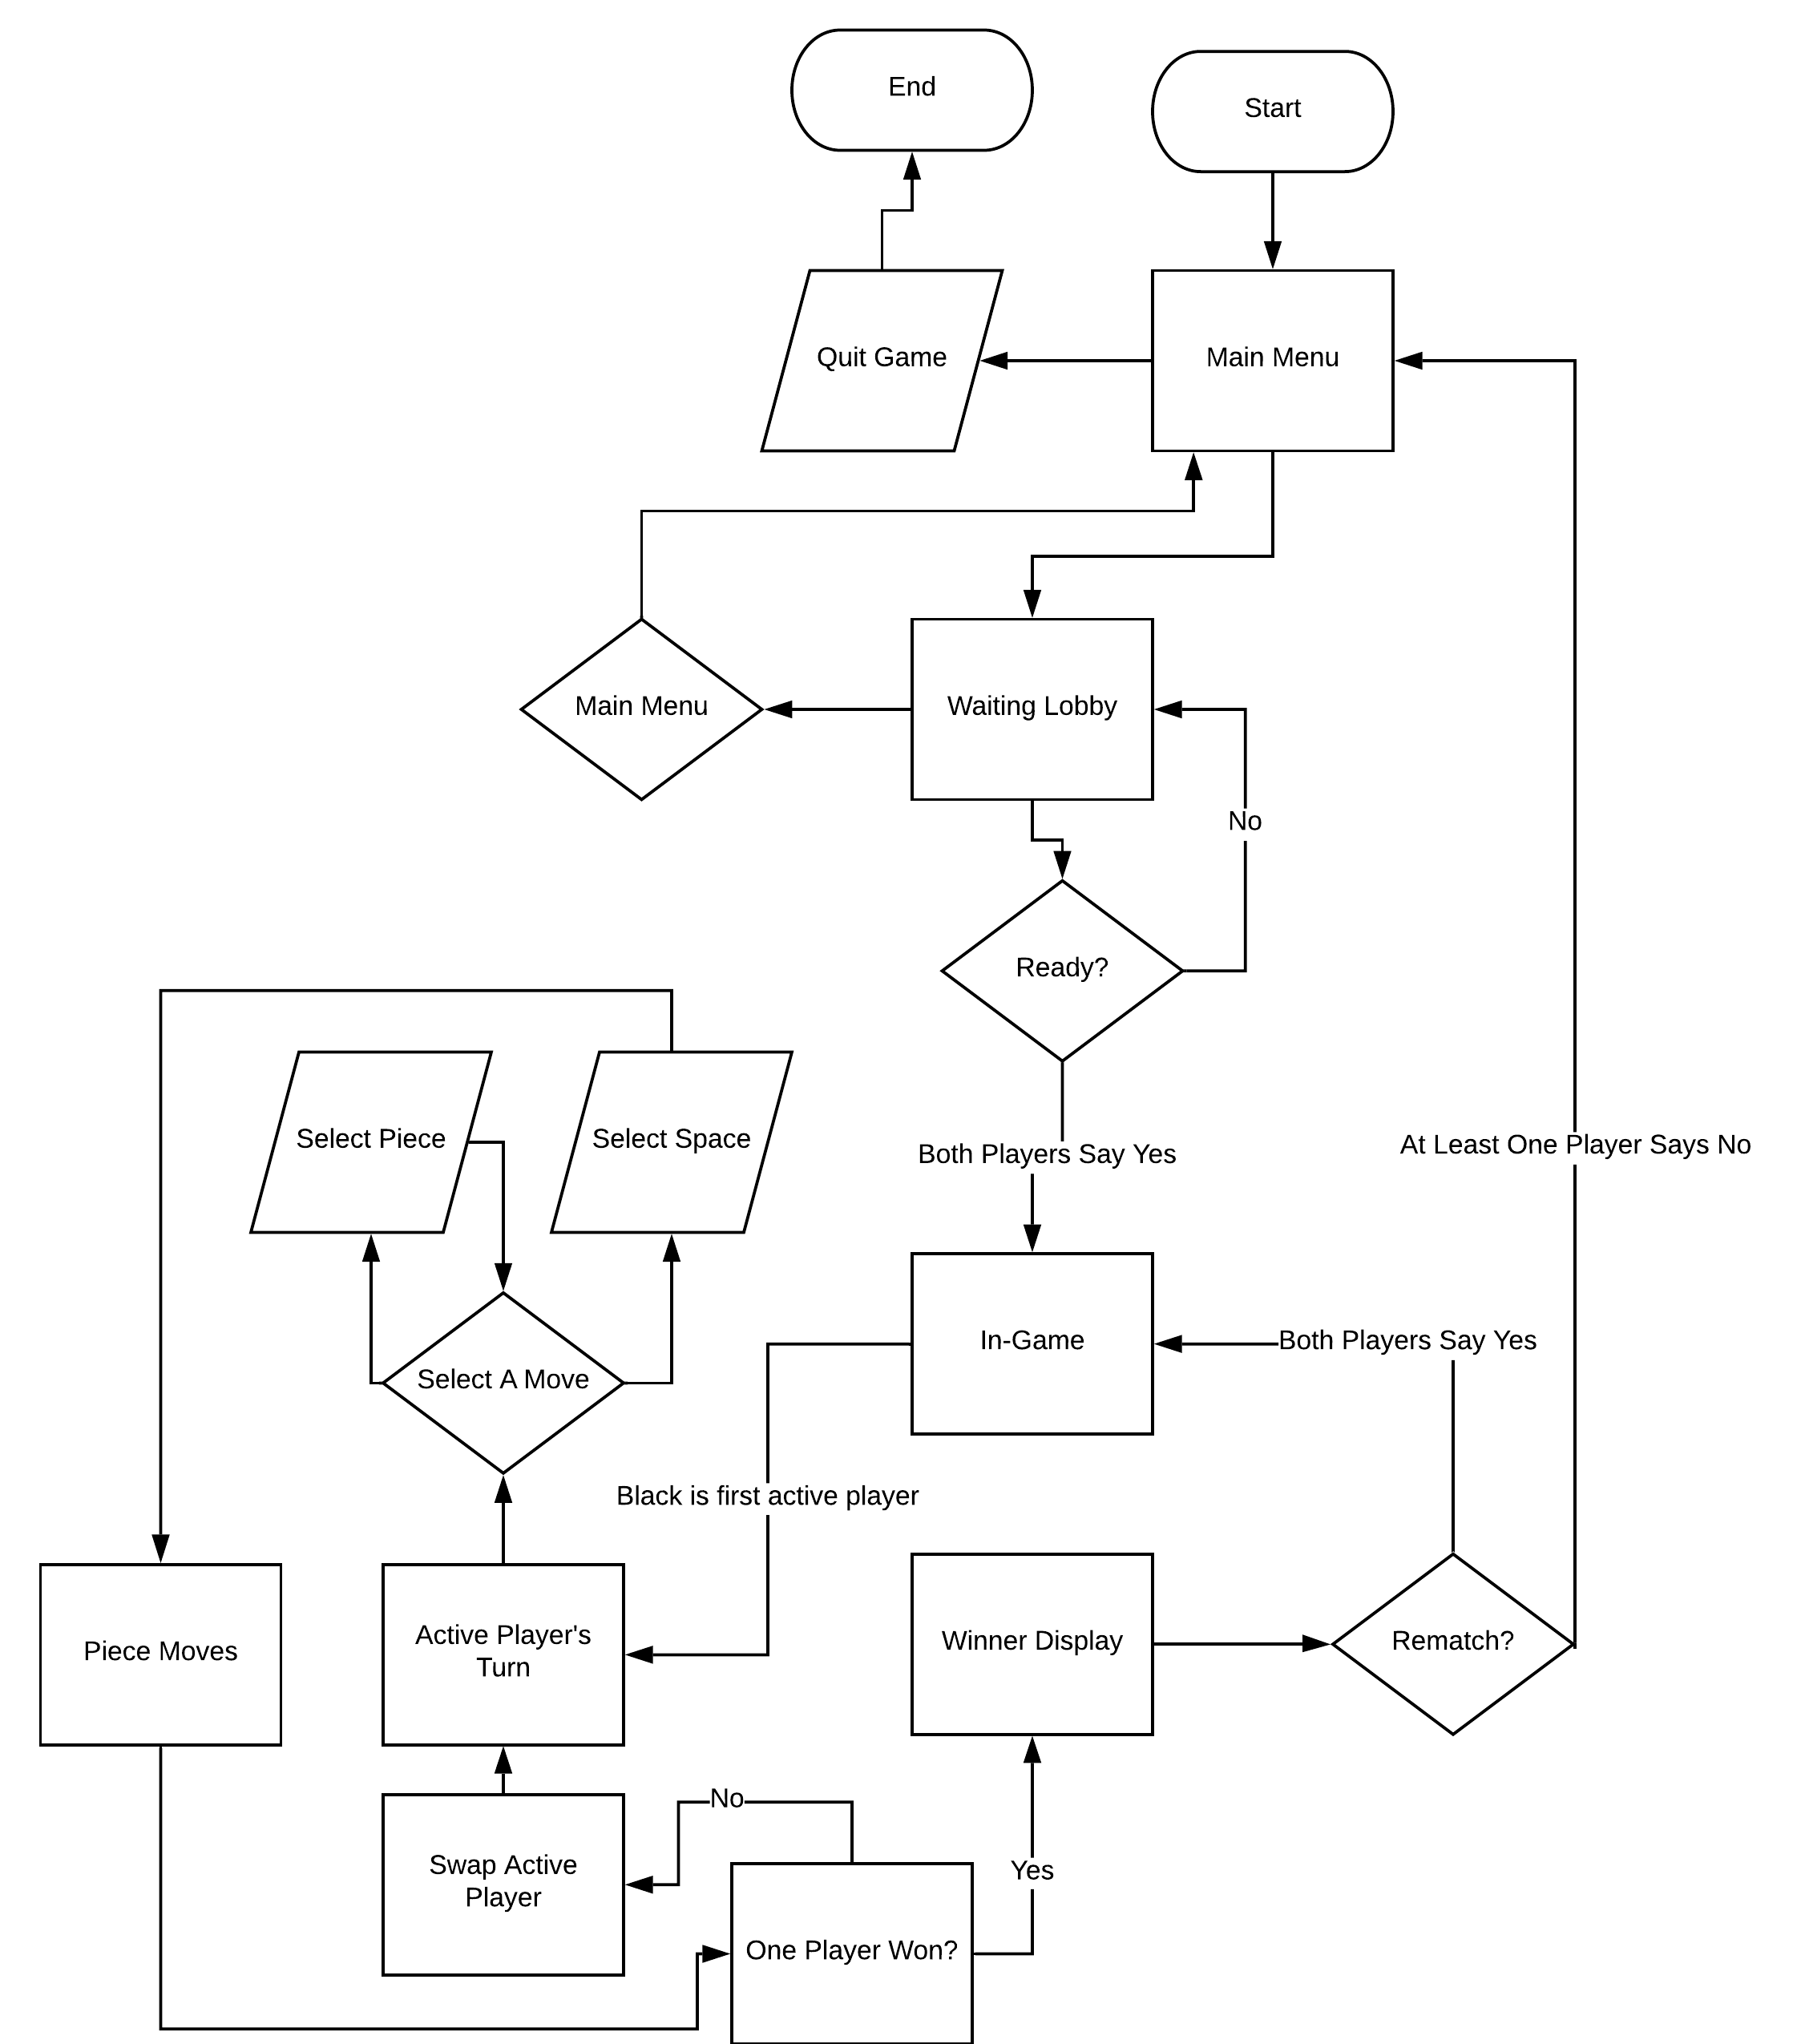 End
Start
Quit Game
Main Menu
Main Menu
Waiting Lobby
No
Ready?
Select Piece
Select Space
Both Players Say Yes
At Least One Player Says No
In-Game
Both Players Say Yes
Select A Move
Black is first active player
Piece Moves
Active Player's
Turn
Winner Display
Rematch?
No
Swap Active
Player
Yes
One Player Won?